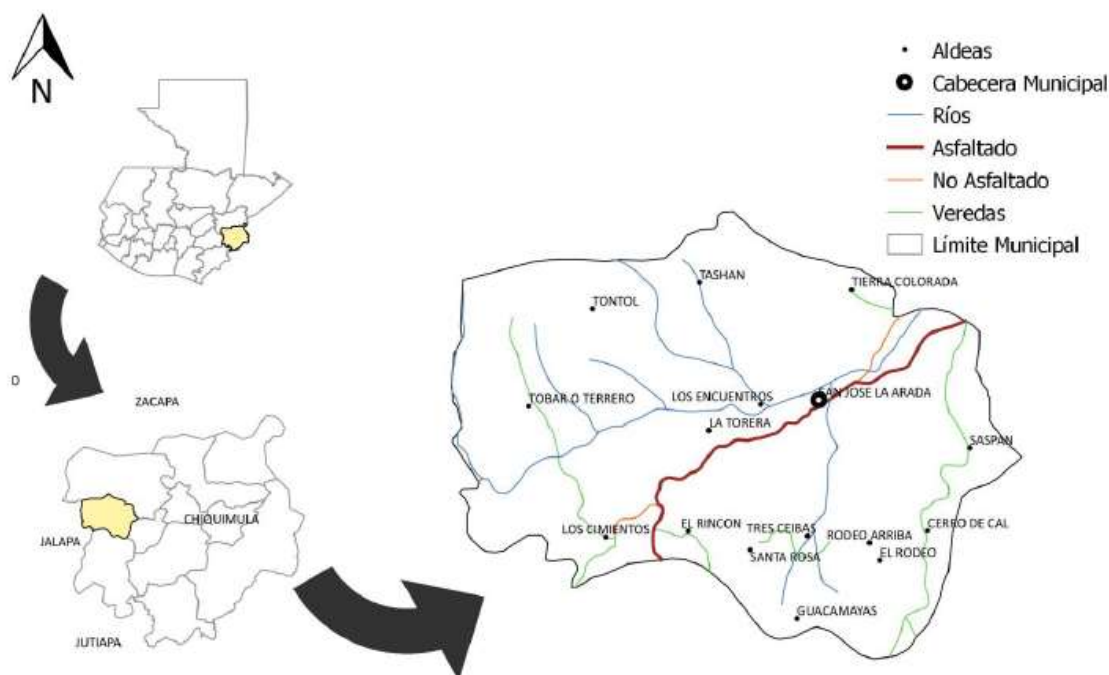 N
Aldeas
Cabecera Municipal
Ríos
Asfaltado
No Asfaltado
Veredas
Límite Municipal
TASHAN
TIERRA COLORADA
TONTOL
D
ZACAPA
TOBAR O TERRERO
LOS ENCUENTROS
SAN JOSE LA ARADA
LA TORERA
SASPAN
CHIQUIMULA
JALAPA
LOS CIMIENTOS
EL RINCON
TRES CEIBAS
RODEO ARRIBA
CERRO DE CAL
SANTA ROSA
EL RODEO
GUACAMAYAS
JUTIAPA